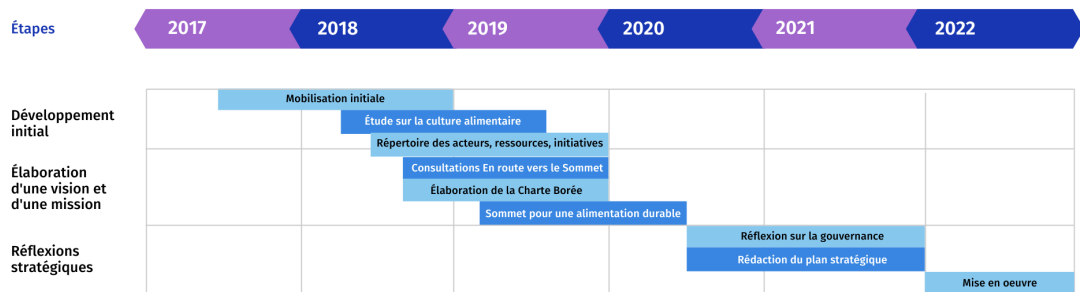 Étapes
2017
2018
2019
2020
2021
2022
Développement
initial
Mobilisation initiale
Étude sur la culture alimentaire
Répertoire des acteurs, ressources, initiatives
Élaboration
d'une vision et
d'une mission
Consultations En route vers le Sommet
Élaboration de la Charte Borée
Sommet pour une alimentation durable
Réflexions
stratégiques
Réflexion sur la gouvernance
Rédaction du plan stratégique
Mise en oeuvre